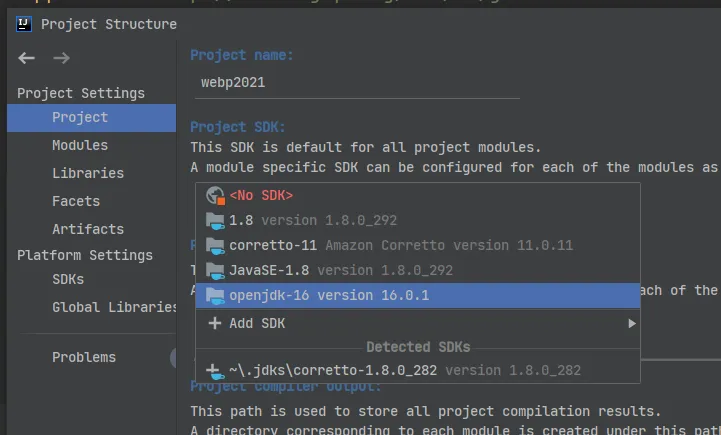 IJ Project Structure
Project Settings
Project
Modules
Libraries
Facets
Artifacts
Platform Settings
SDKs
Global Libraries
Problems
Project name:
webp2021
Project SDK:
This SDK is default for all project modules.
A module specific SDK can be configured for each of the modules as
<No SDK>
1.8 version 1.8.0_292
corretto-11 Amazon Corretto version 11.0.11
JavaSE-1.8 version 1.8.0_292
openjdk-16 version 16.0.1
ach of the
Add SDK
Detected SDKs
~\.jdks\corretto-1.8.0_282 version 1.8.0_282
Project compiler output:
This path is used to store all project compilation results.
A directory corresponding to each module is created under this pat